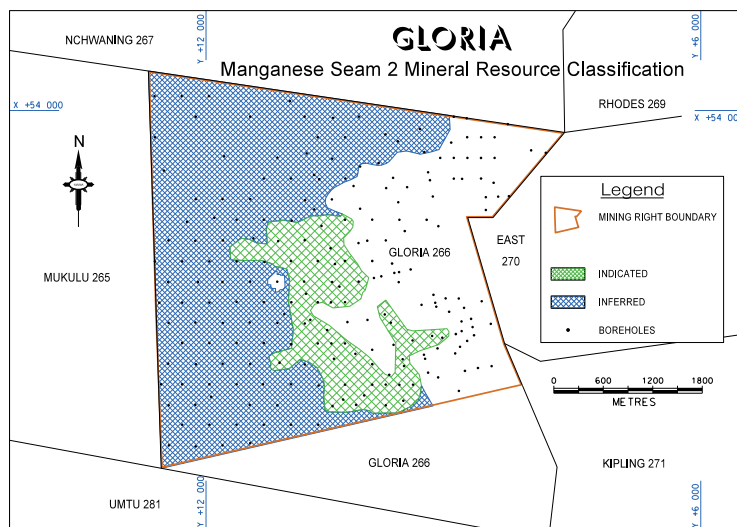 NCHWANING 267
Y +12 000
GLORIA
Y +6 000
Manganese Seam 2 Mineral Resource Classification
X +54 000
RHODES 269
X +54 00
N
Legend
MINING RIGHT BOUNDARY
GLORIA 266
EAST
270
MUKULU 265
INDICATED
INFERRED
BOREHOLES
0 600 1200 1800
METRES
GLORIA 266
KIPLING 271
UMTU 281
Y +12 000
Y +6 000